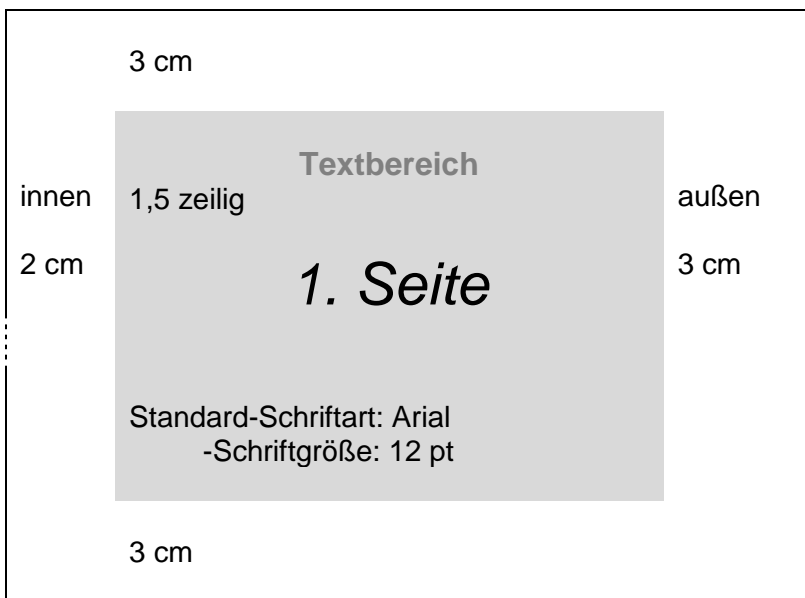 3 cm
Textbereich
innen
1,5 zeilig
außen
2 cm
1. Seite
3 cm
Standard-Schriftart: Arial
-Schriftgröße: 12 pt
3 cm